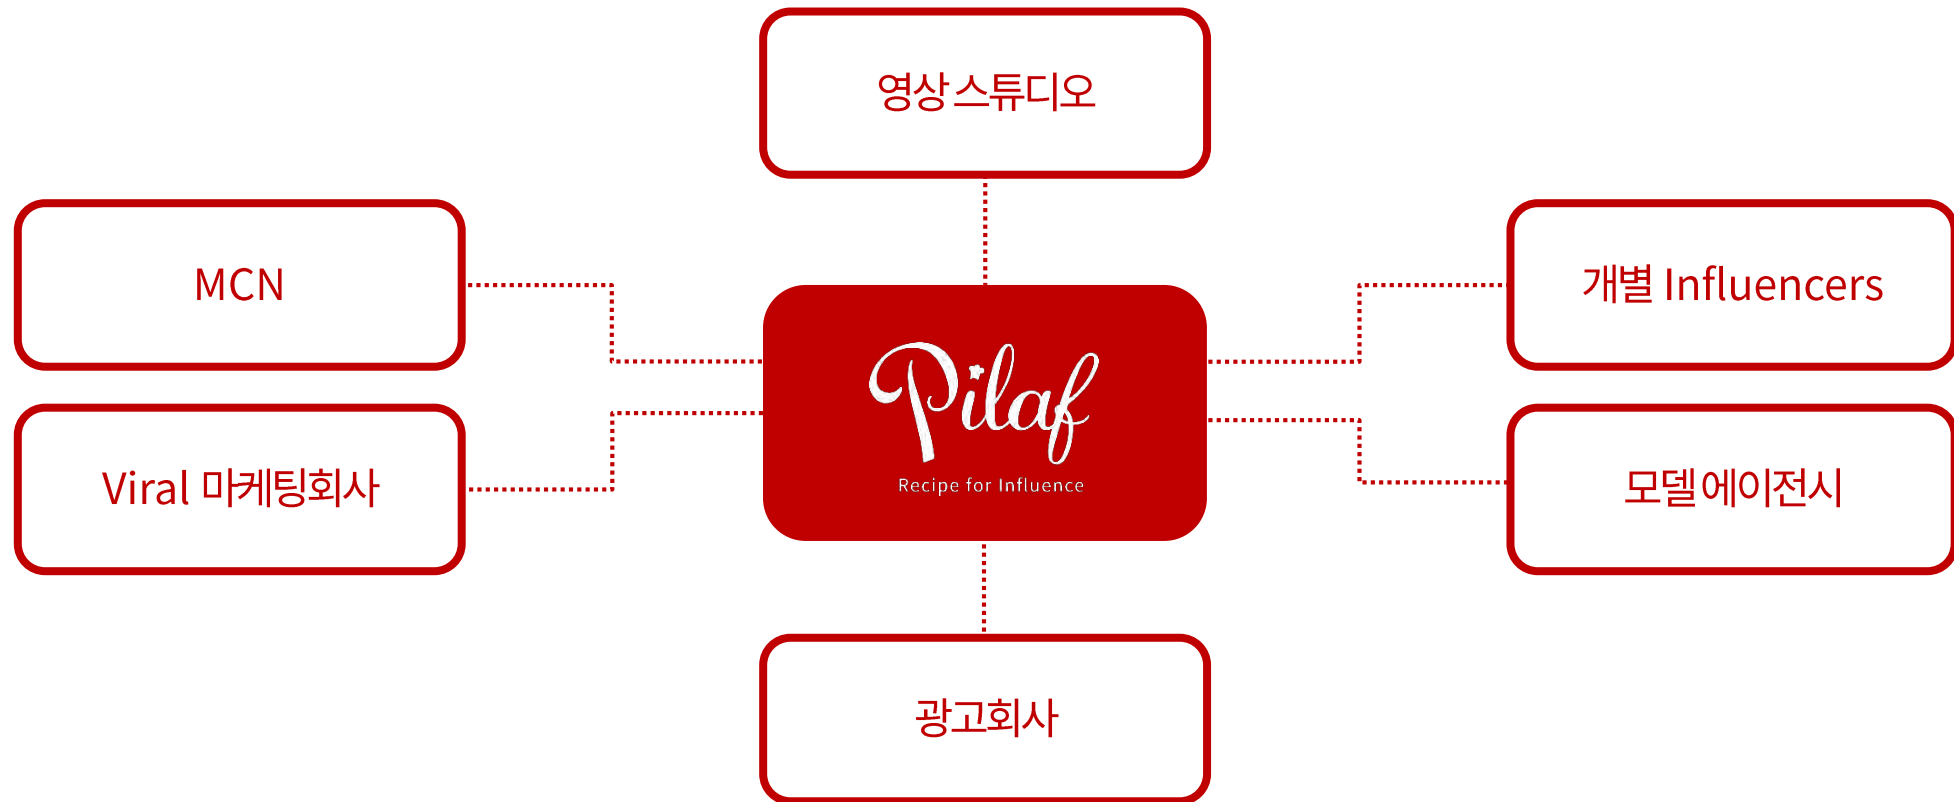 영상 스튜디오
MCN
개별 Influencers
Pilaf
Recipe for Influence
Viral 마케팅회사
모델 에이전시
광고회사